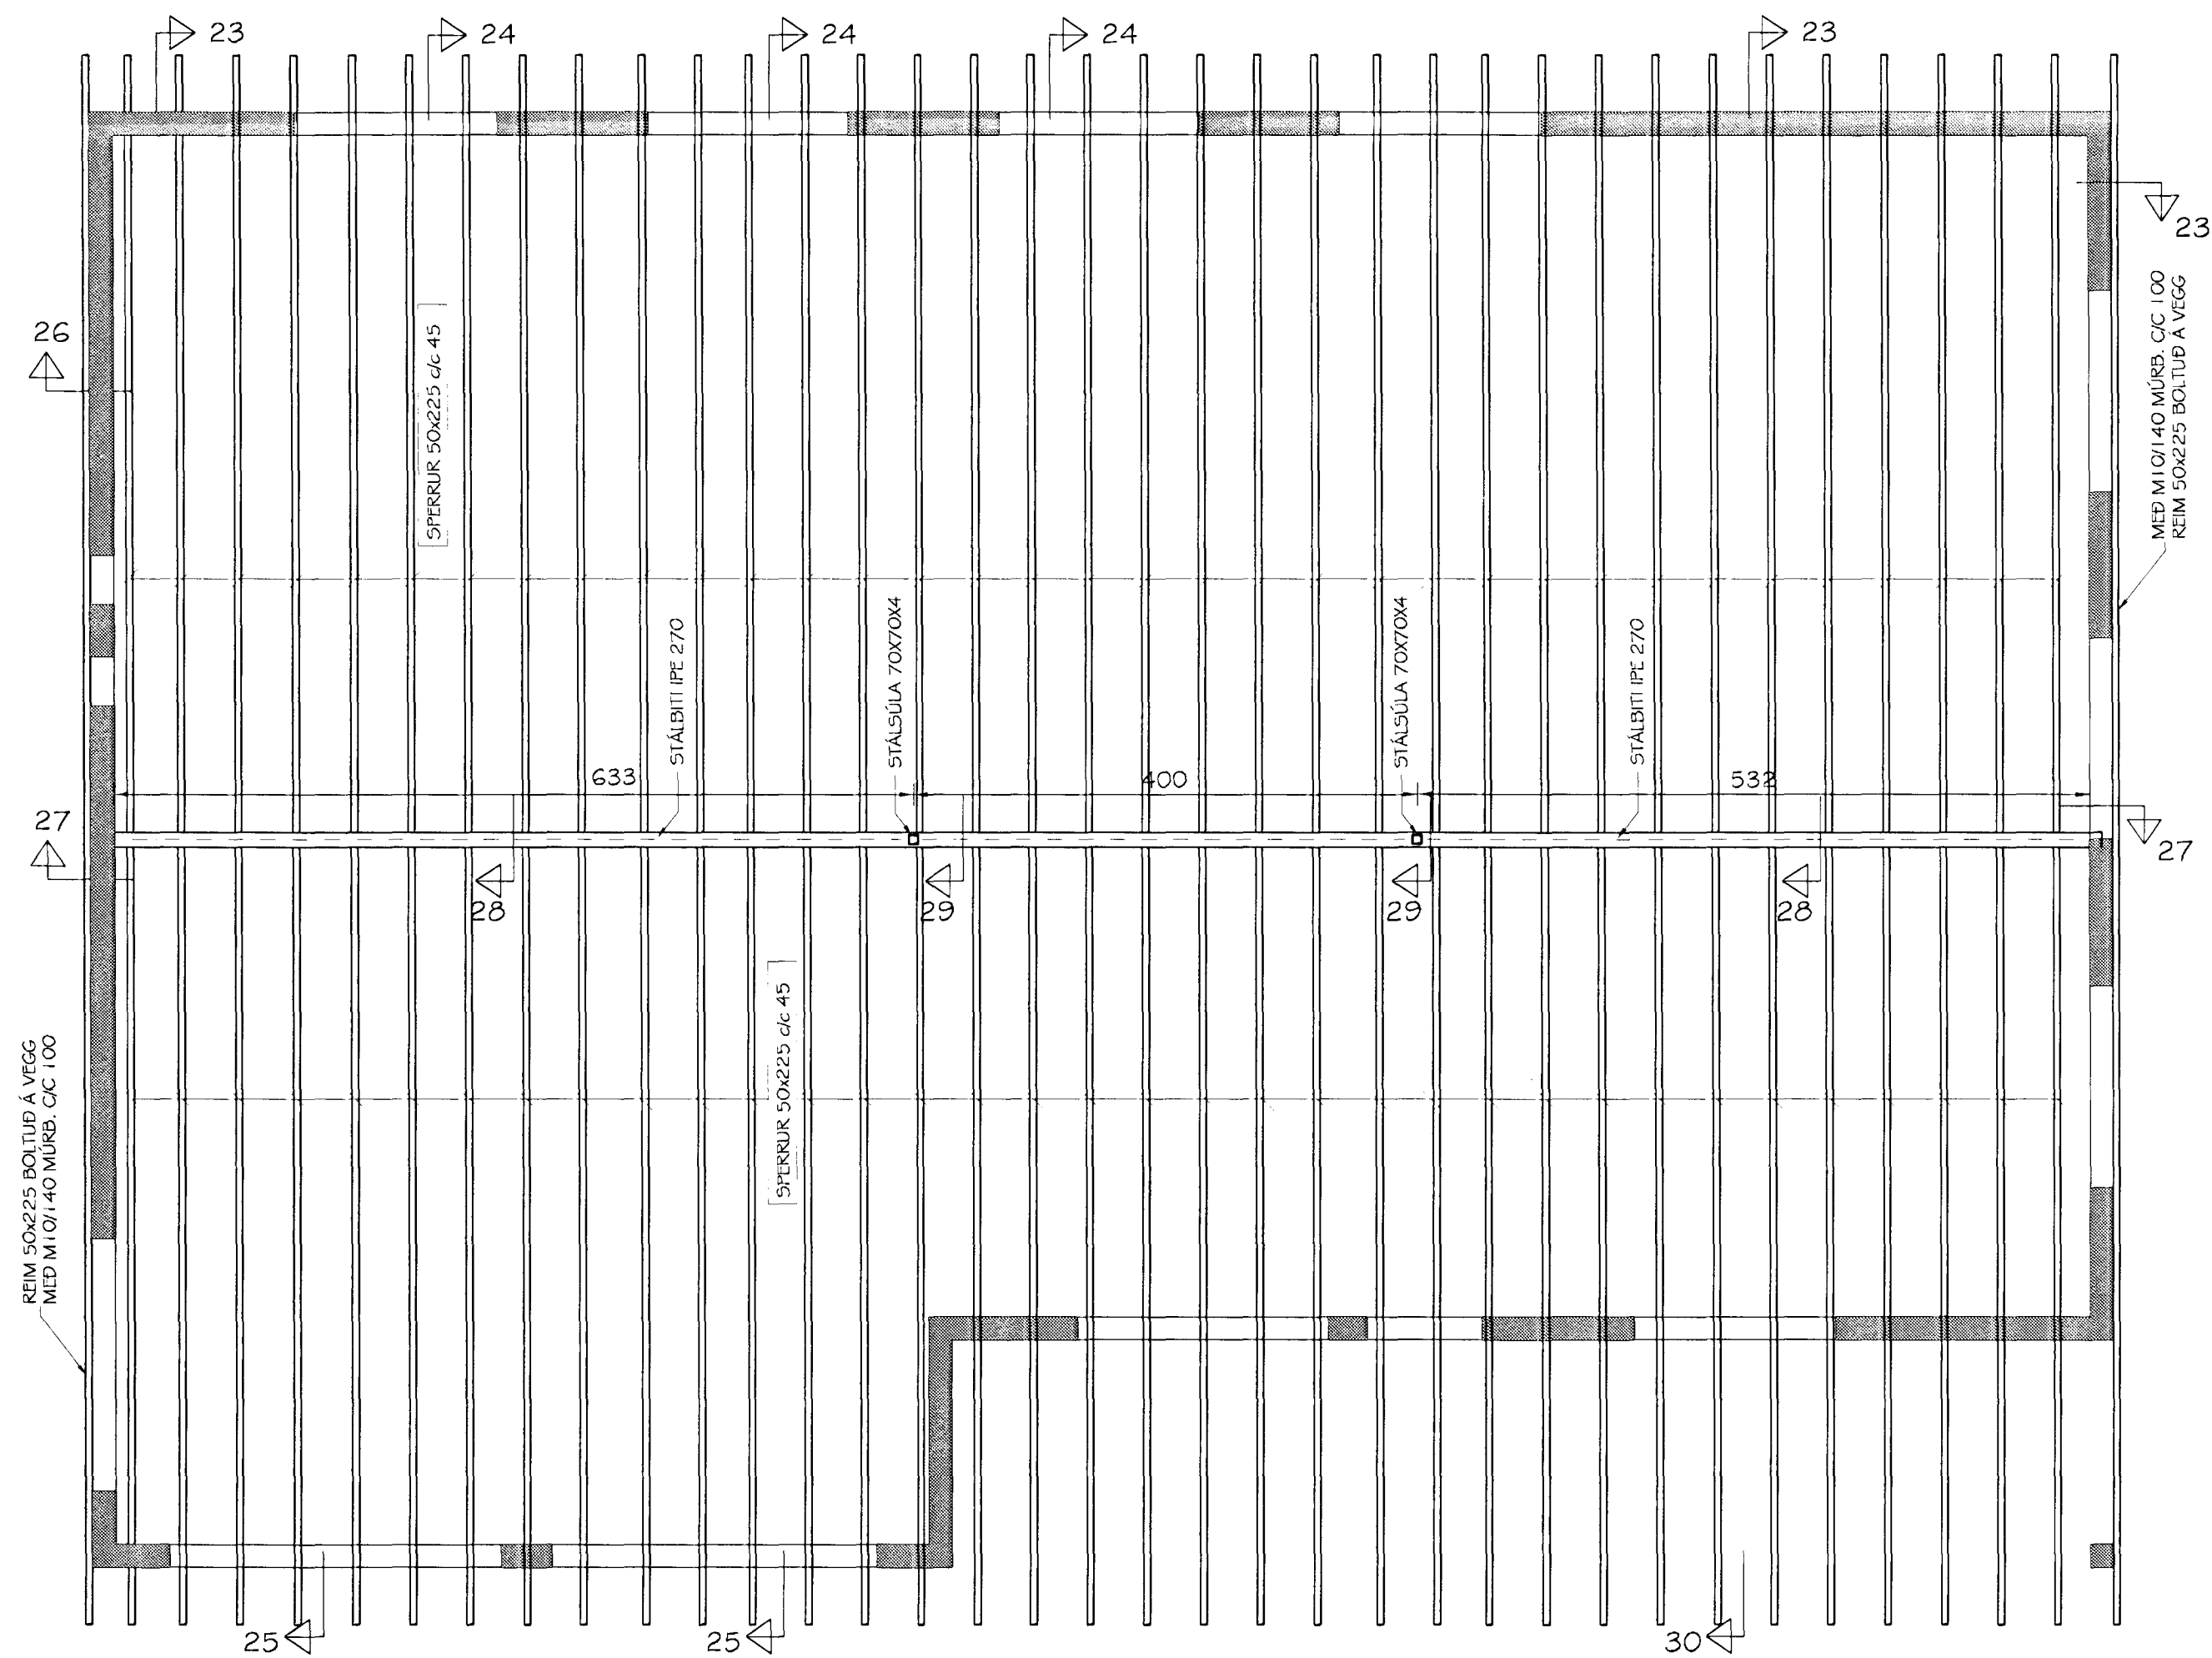 23
24
24
24
23
23
MEÐ M10/140 MÚRB. C/C 100
REIM 50x225 BOLTUÐ Á VEGG
26
SPERRUR 50x225 c/c 45
STÁLBITI IPE 270
STÁLSÚLA 70X70X4
STÁLSÚLA 70X70X4
STÁLBITI IPE 270
633
400
532
27
27
28
29
29
28
SPERRUR 50x225 c/c 45
REIM 50x225 BOLTUÐ Á VEGG
MEÐ M10/140 MÚRB. C/C 100
25
25
30